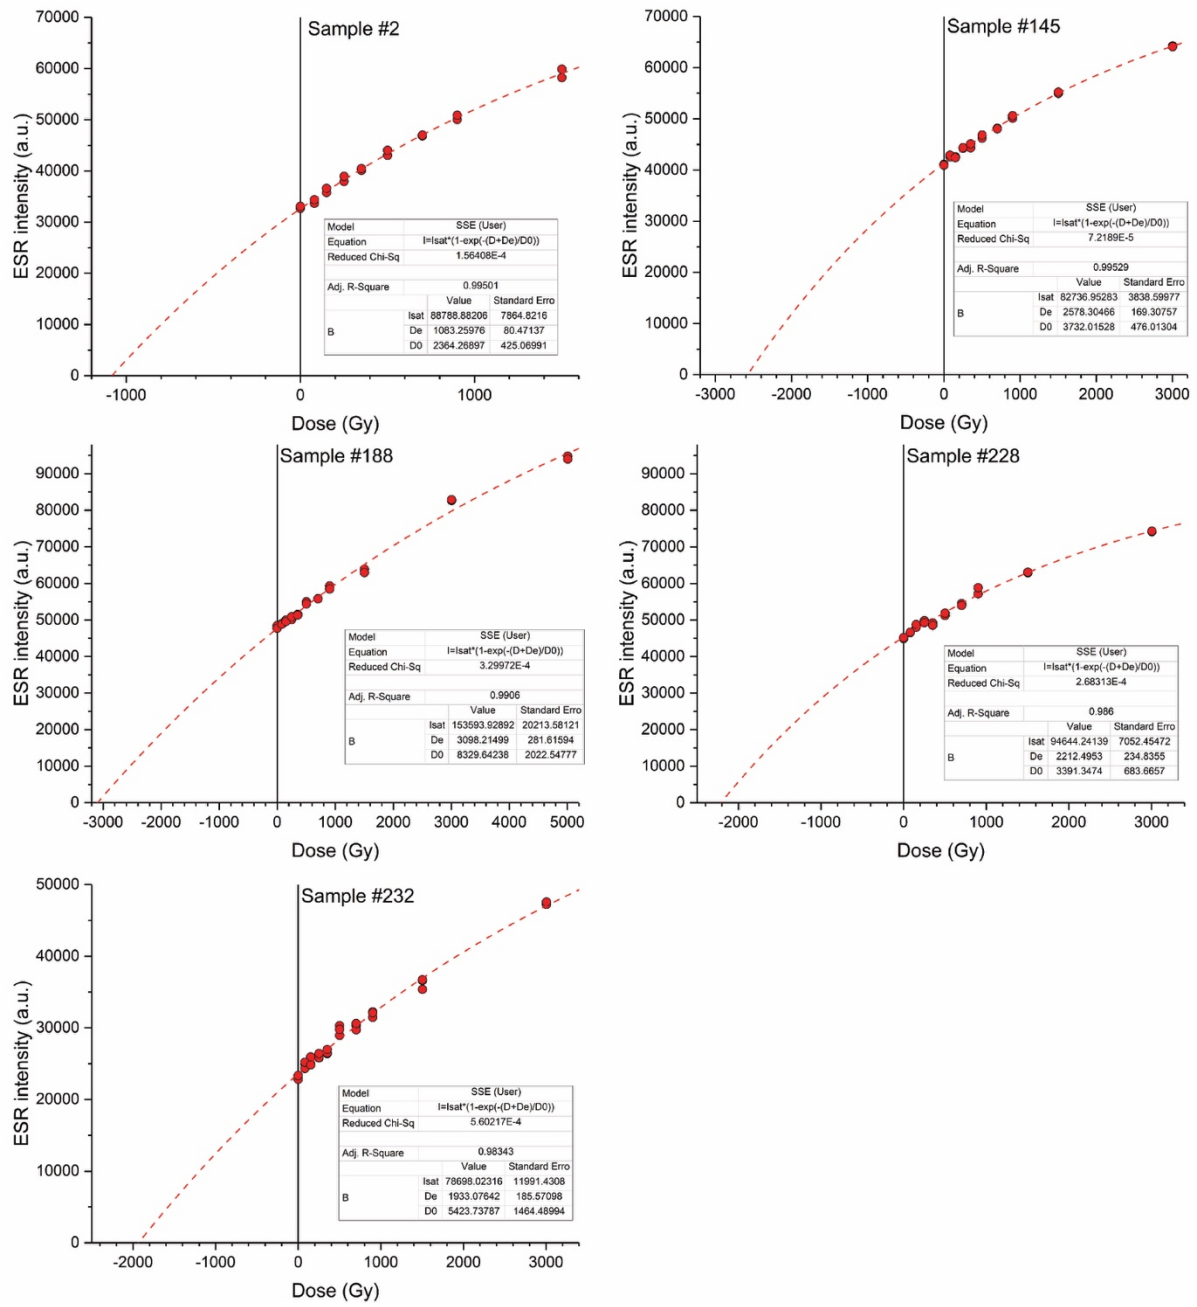 Sample #2
70000
60000
50000
40000
30000
20000
10000
0
ESR intensity (a.u.)
-1000 0 1000
Dose (Gy)
Model SSE (User)
Equation I=Isat*(1-exp(-(D+De)/D0))
Reduced Chi-Sq 1.56408E-4
Adj. R-Square 0.99501
Value Standard Erro
Isat 88788.88206 7864.8216
B De 1083.25976 80.47137
D0 2364.26897 425.06991
Sample #145
70000
60000
50000
40000
30000
20000
10000
0
ESR intensity (a.u.)
-3000 -2000 -1000 0 1000 2000 3000
Dose (Gy)
Model SSE (User)
Equation I=Isat*(1-exp(-(D+De)/D0))
Reduced Chi-Sq 7.2189E-5
Adj. R-Square 0.99529
Value Standard Erro
Isat 82736.95283 3838.59977
B De 2578.30466 169.30757
D0 3732.01528 476.01304
Sample #188
90000
80000
70000
60000
50000
40000
30000
20000
10000
0
ESR intensity (a.u.)
-3000 -2000 -1000 0 1000 2000 3000 4000 5000
Dose (Gy)
Model SSE (User)
Equation I=Isat*(1-exp(-(D+De)/D0))
Reduced Chi-Sq 3.29972E-4
Adj. R-Square 0.9906
Value Standard Erro
Isat 153593.92892 20213.58121
B De 3098.21499 281.61594
D0 8329.64238 2022.54777
Sample #228
90000
80000
70000
60000
50000
40000
30000
20000
10000
0
ESR intensity (a.u.)
-2000 -1000 0 1000 2000 3000
Dose (Gy)
Model SSE (User)
Equation I=Isat*(1-exp(-(D+De)/D0))
Reduced Chi-Sq 2.68313E-4
Adj. R-Square 0.986
Value Standard Erro
Isat 94644.24139 7052.45472
B De 2212.4953 234.8355
D0 3391.3474 683.6657
Sample #232
50000
40000
30000
20000
10000
0
ESR intensity (a.u.)
-2000 -1000 0 1000 2000 3000
Dose (Gy)
Model SSE (User)
Equation I=Isat*(1-exp(-(D+De)/D0))
Reduced Chi-Sq 5.60217E-4
Adj. R-Square 0.98343
Value Standard Erro
Isat 78698.02316 11991.4308
B De 1933.07642 185.57098
D0 5423.73787 1464.48994